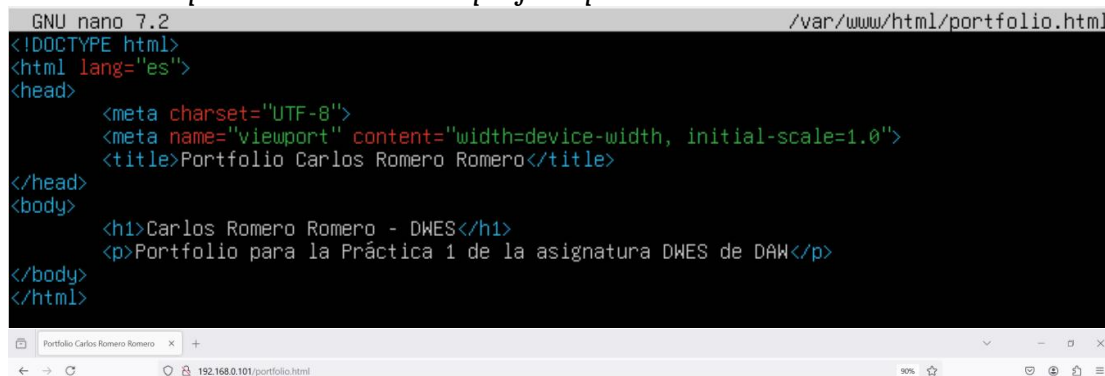 GNU nano 7.2 /var/www/html/portfolio.html
<!DOCTYPE html>
<html lang="es">
<head>
<meta charset="UTF-8">
<meta name="viewport" content="width=device-width, initial-scale=1.0">
<title>Portfolio Carlos Romero Romero</title>
</head>
<body>
<h1>Carlos Romero Romero - DWES</h1>
<p>Portfolio para la Práctica 1 de la asignatura DWES de DAW</p>
</body>
</html>
Portfolio Carlos Romero Romero
192.168.0.101/portfolio.html 90%